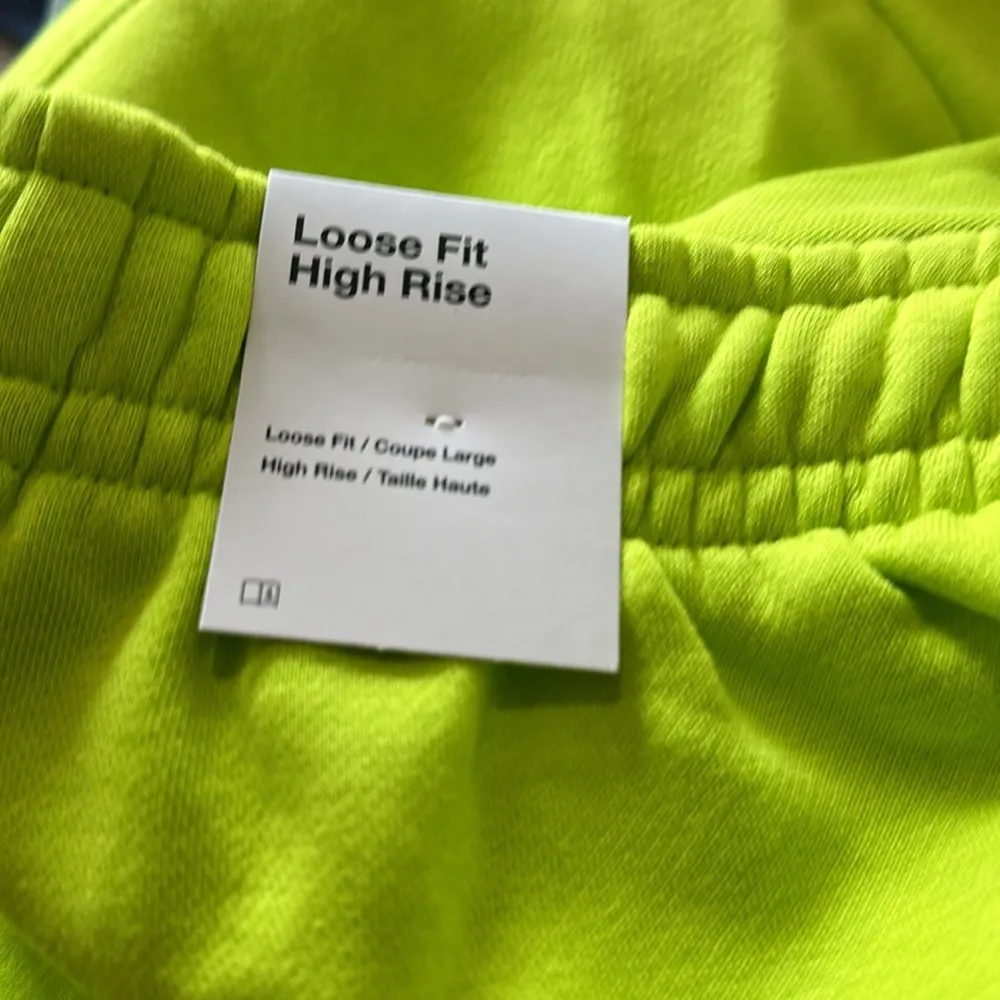 Loose Fit
High Rise
Loose Fit / Coupe Large
High Rise / Taille Haute